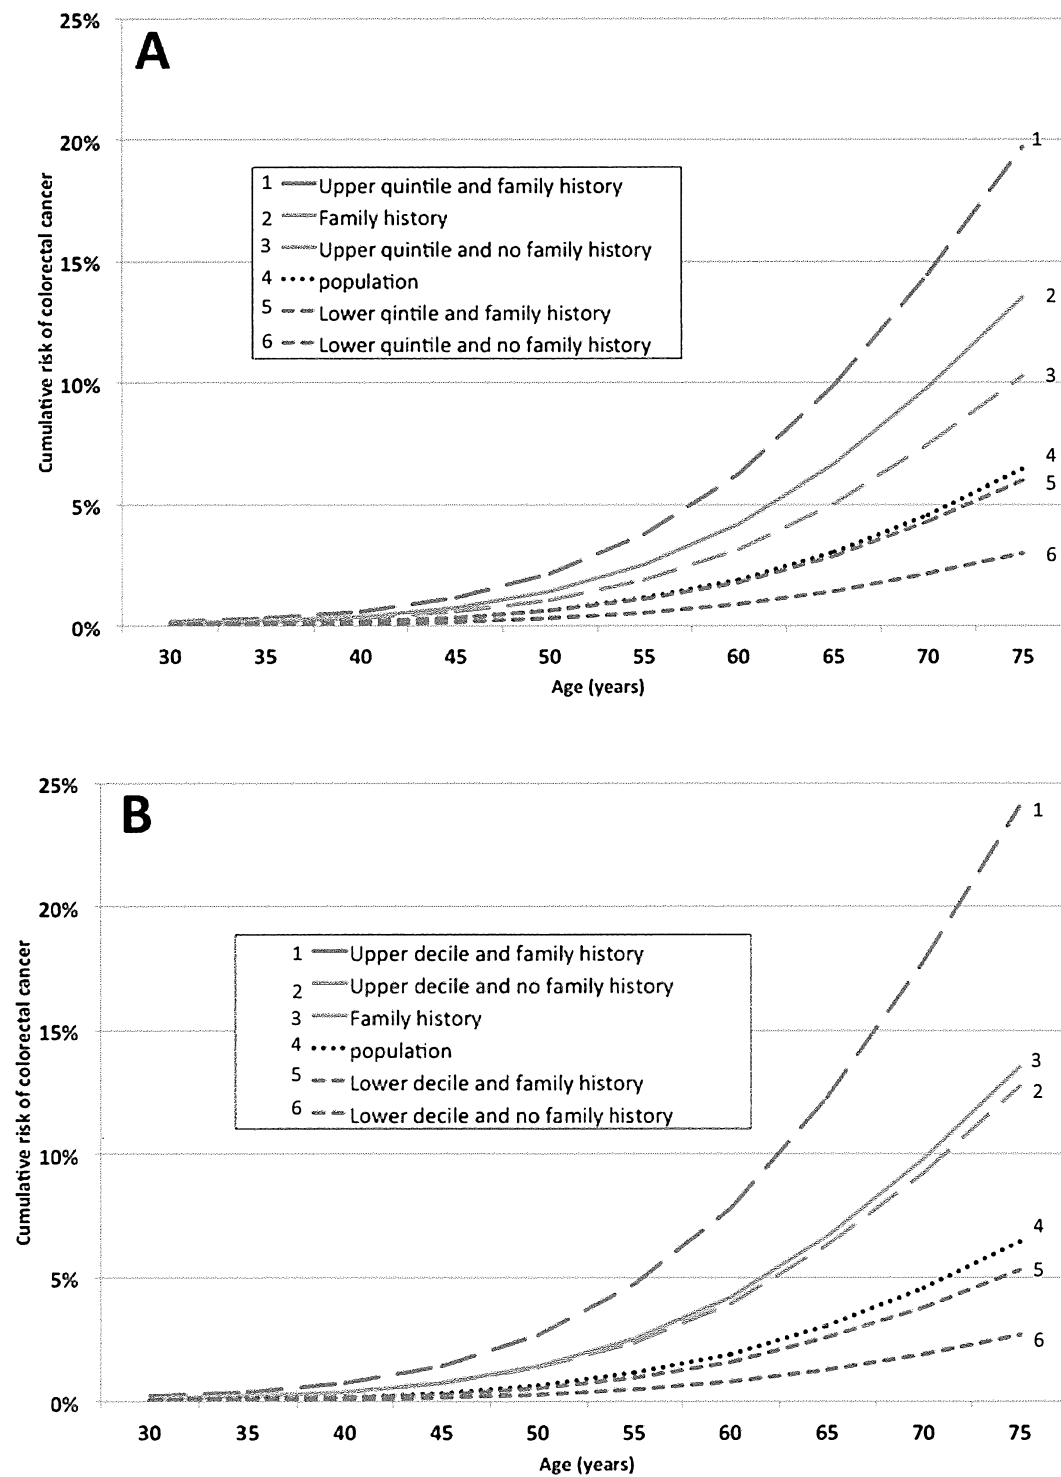 25%
A
20%
1
1 Upper quintile and family history
2 Family history
2
3 Upper quintile and no family history
15%
4 population
5 Lower qintile and family history
6 Lower quintile and no family history
10%
3
4
5
5%
6
0%
30 35 40 45 50 55 60 65 70 75
Age (years)
Cumulative risk of colorectal cancer
25%
B
1
20%
1 Upper decile and family history
2 Upper decile and no family history
3 Family history
15%
4 population
5 Lower decile and family history
6 Lower decile and no family history
3
2
10%
4
5
5%
6
0%
30 35 40 45 50 55 60 65 70 75
Age (years)
Cumulative risk of colorectal cancer